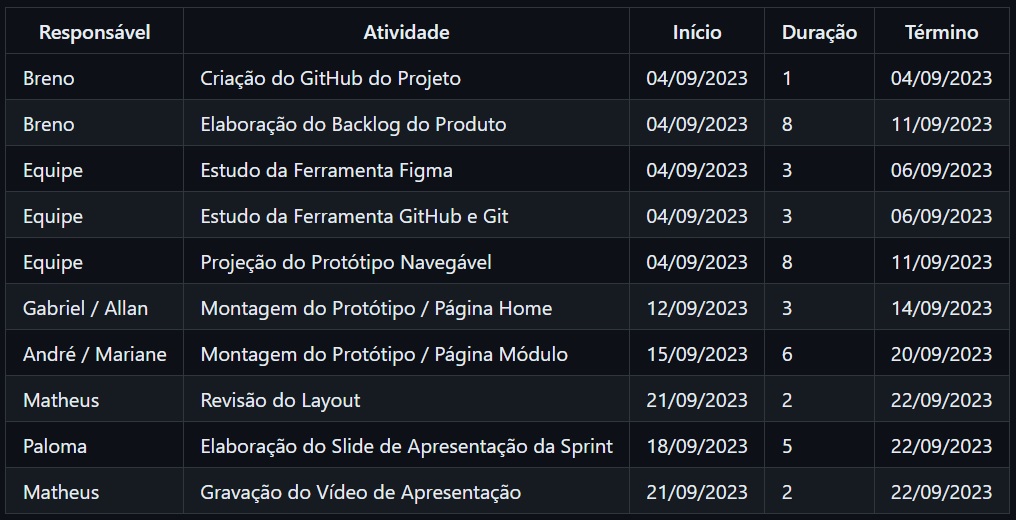 Responsável Atividade Início Duração Término
Breno Criação do GitHub do Projeto 04/09/2023 1 04/09/2023
Breno Elaboração do Backlog do Produto 04/09/2023 8 11/09/2023
Equipe Estudo da Ferramenta Figma 04/09/2023 3 06/09/2023
Equipe Estudo da Ferramenta GitHub e Git 04/09/2023 3 06/09/2023
Equipe Projeção do Protótipo Navegável 04/09/2023 8 11/09/2023
Gabriel / Allan Montagem do Protótipo / Página Home 12/09/2023 3 14/09/2023
André / Mariane Montagem do Protótipo / Página Módulo 15/09/2023 6 20/09/2023
Matheus Revisão do Layout 21/09/2023 2 22/09/2023
Paloma Elaboração do Slide de Apresentação da Sprint 18/09/2023 5 22/09/2023
Matheus Gravação do Vídeo de Apresentação 21/09/2023 2 22/09/2023